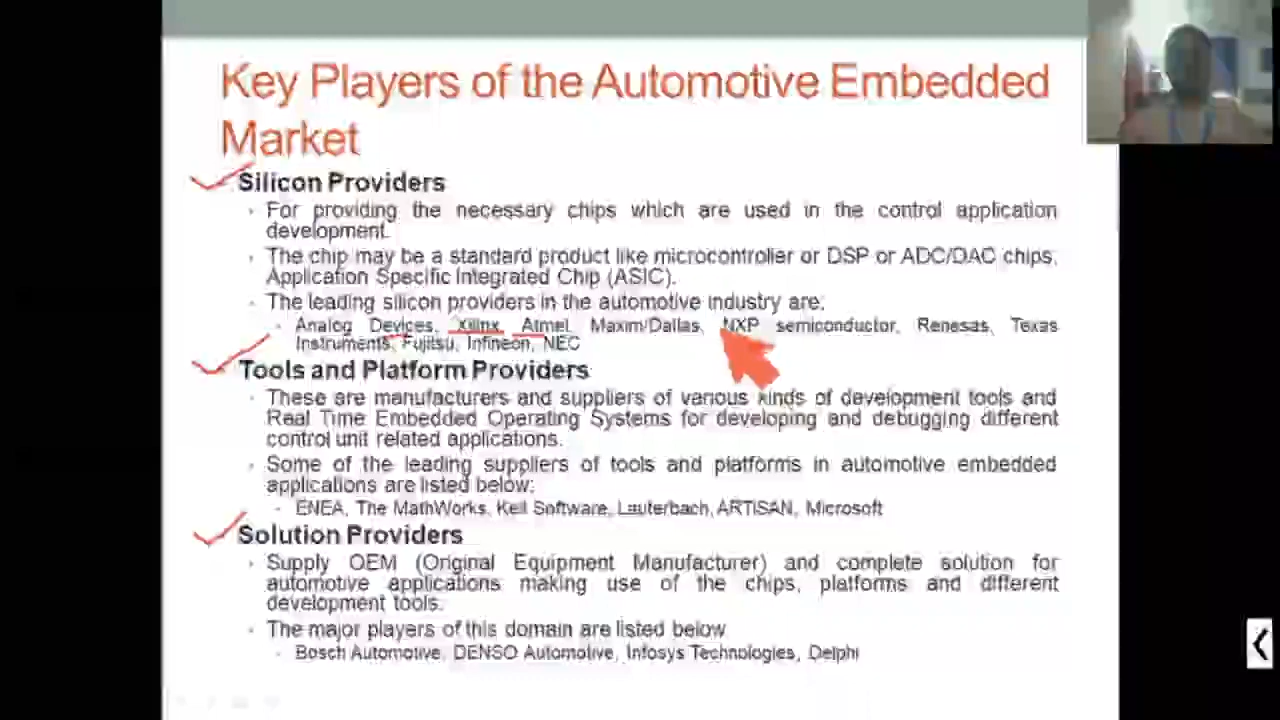 Key Players of the Automotive Embedded
Market
Silicon Providers
For providing the necessary chips which are used in the control application
development.
The chip may be a standard product like microcontroller or DSP or ADC/DAC chips,
Application Specific Integrated Chip (ASIC).
The leading silicon providers in the automotive industry are:
Analog Devices, Xilinx, Atmel, Maxim/Dallas, NXP semiconductor, Renesas, Texas
Instruments, Fujitsu, Infineon, NEC
Tools and Platform Providers
These are manufacturers and suppliers of various kinds of development tools and
Real Time Embedded Operating Systems for developing and debugging different
control unit related applications.
Some of the leading suppliers of tools and platforms in automotive embedded
applications are listed below:
ENEA, The MathWorks, Keil Software, Lauterbach, ARTISAN, Microsoft
Solution Providers
Supply OEM (Original Equipment Manufacturer) and complete solution for
automotive applications making use of the chips, platforms and different
development tools.
The major players of this domain are listed below
Bosch Automotive, DENSO Automotive, Infosys Technologies, Delphi